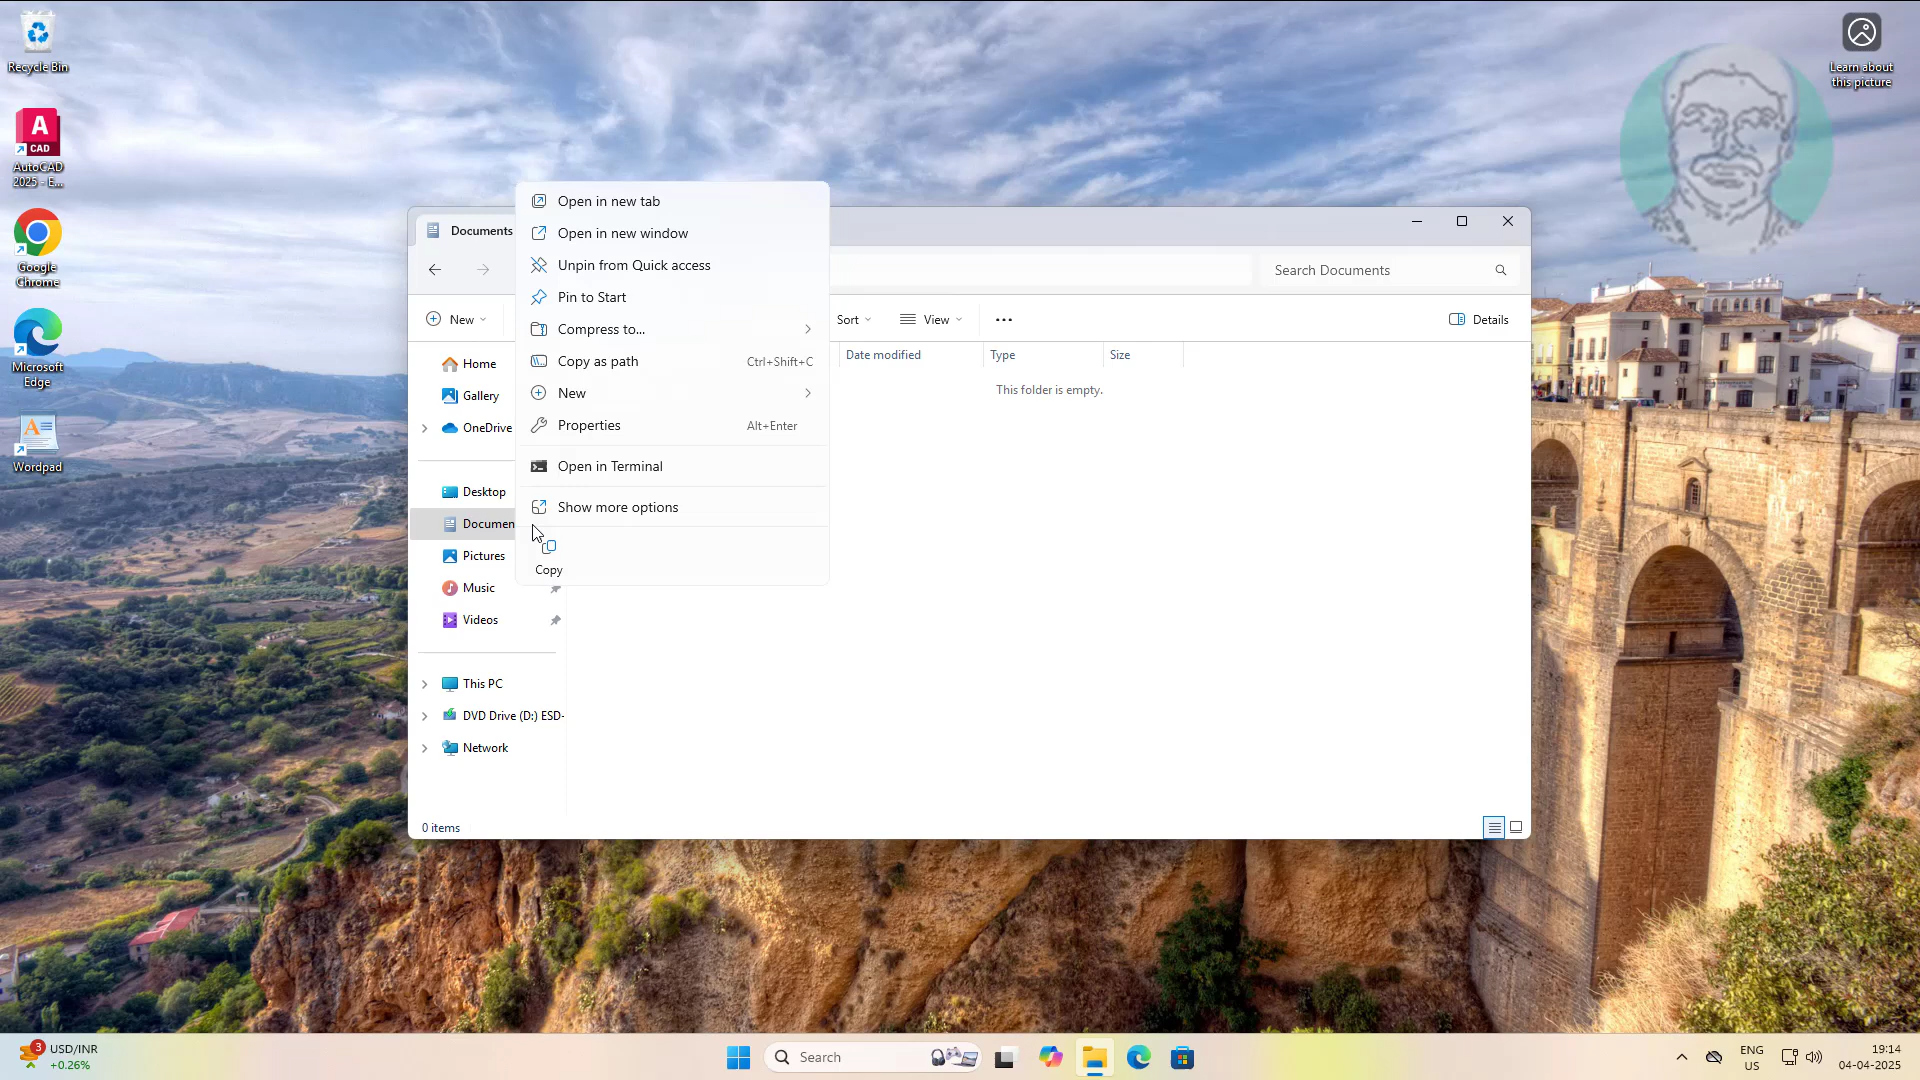 Recycle Bin
A
CAD
AutoCAD
2025 - E...
Google
Chrome
Microsoft
Edge
Wordpad
Learn about
this picture
Documents
Search Documents
New
Sort
View
Details
Date modified
Type
Size
This folder is empty.
Home
Gallery
OneDrive
Desktop
Documen
Pictures
Music
Videos
This PC
DVD Drive (D:) ESD-
Network
0 items
Open in new tab
Open in new window
Unpin from Quick access
Pin to Start
Compress to...
Copy as path Ctrl+Shift+C
New
Properties Alt+Enter
Open in Terminal
Show more options
Copy
3
USD/INR
+0.26%
Search
ENG
US
19:14
04-04-2025